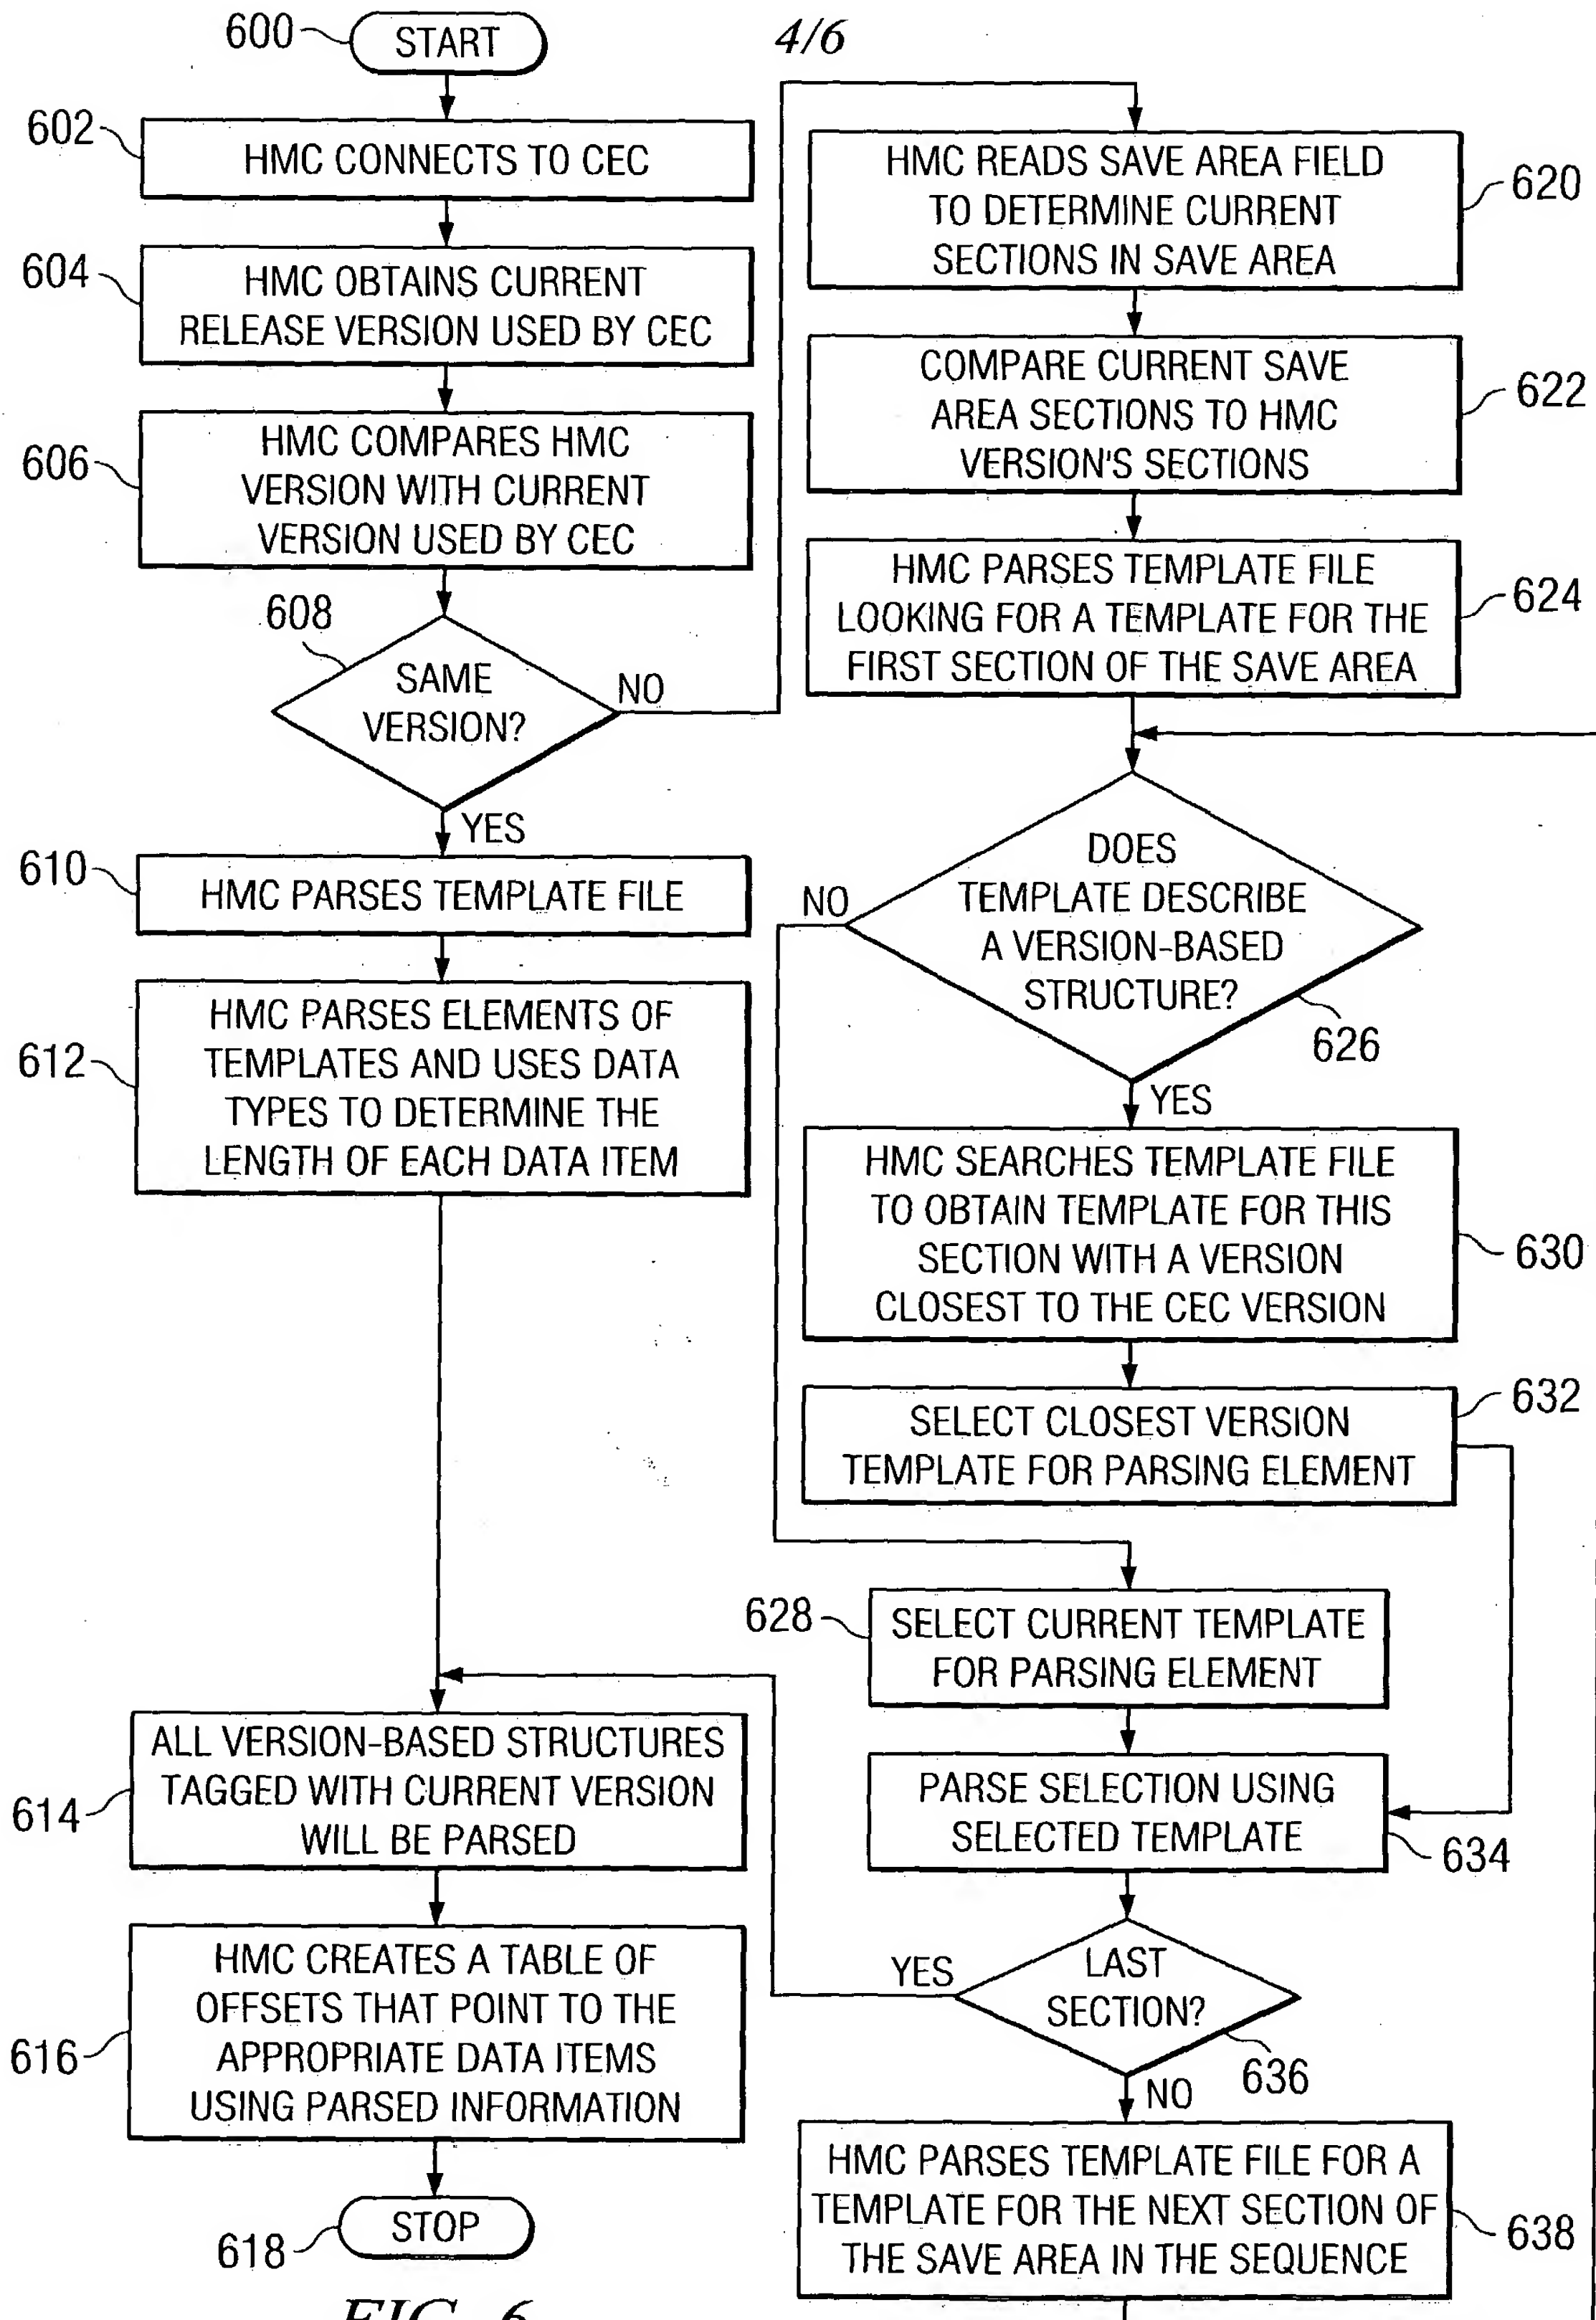 4/6
600
START
602
HMC CONNECTS TO CEC
604
HMC OBTAINS CURRENT
RELEASE VERSION USED BY CEC
606
HMC COMPARES HMC
VERSION WITH CURRENT
VERSION USED BY CEC
608
SAME
VERSION?
NO
YES
610
HMC PARSES TEMPLATE FILE
612
HMC PARSES ELEMENTS OF
TEMPLATES AND USES DATA
TYPES TO DETERMINE THE
LENGTH OF EACH DATA ITEM
614
ALL VERSION-BASED STRUCTURES
TAGGED WITH CURRENT VERSION
WILL BE PARSED
616
HMC CREATES A TABLE OF
OFFSETS THAT POINT TO THE
APPROPRIATE DATA ITEMS
USING PARSED INFORMATION
618
STOP
HMC READS SAVE AREA FIELD
TO DETERMINE CURRENT
SECTIONS IN SAVE AREA
620
COMPARE CURRENT SAVE
AREA SECTIONS TO HMC
VERSION'S SECTIONS
622
HMC PARSES TEMPLATE FILE
LOOKING FOR A TEMPLATE FOR THE
FIRST SECTION OF THE SAVE AREA
624
DOES
TEMPLATE DESCRIBE
A VERSION-BASED
STRUCTURE?
626
NO
YES
HMC SEARCHES TEMPLATE FILE
TO OBTAIN TEMPLATE FOR THIS
SECTION WITH A VERSION
CLOSEST TO THE CEC VERSION
630
SELECT CLOSEST VERSION
TEMPLATE FOR PARSING ELEMENT
632
628
SELECT CURRENT TEMPLATE
FOR PARSING ELEMENT
PARSE SELECTION USING
SELECTED TEMPLATE
634
LAST
SECTION?
636
YES
NO
HMC PARSES TEMPLATE FILE FOR A
TEMPLATE FOR THE NEXT SECTION OF
THE SAVE AREA IN THE SEQUENCE
638
FIG. 6